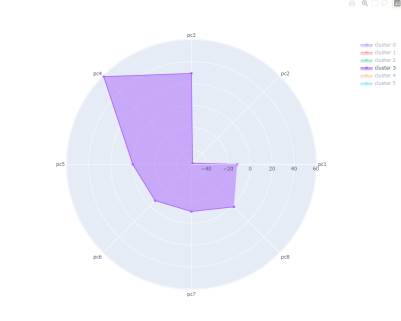 pc3
pc4
pc2
cluster 0
cluster 1
cluster 2
cluster 3
cluster 4
cluster 5
pc5
pc1
−40 −20 0 20 40 60
pc6
pc8
pc7